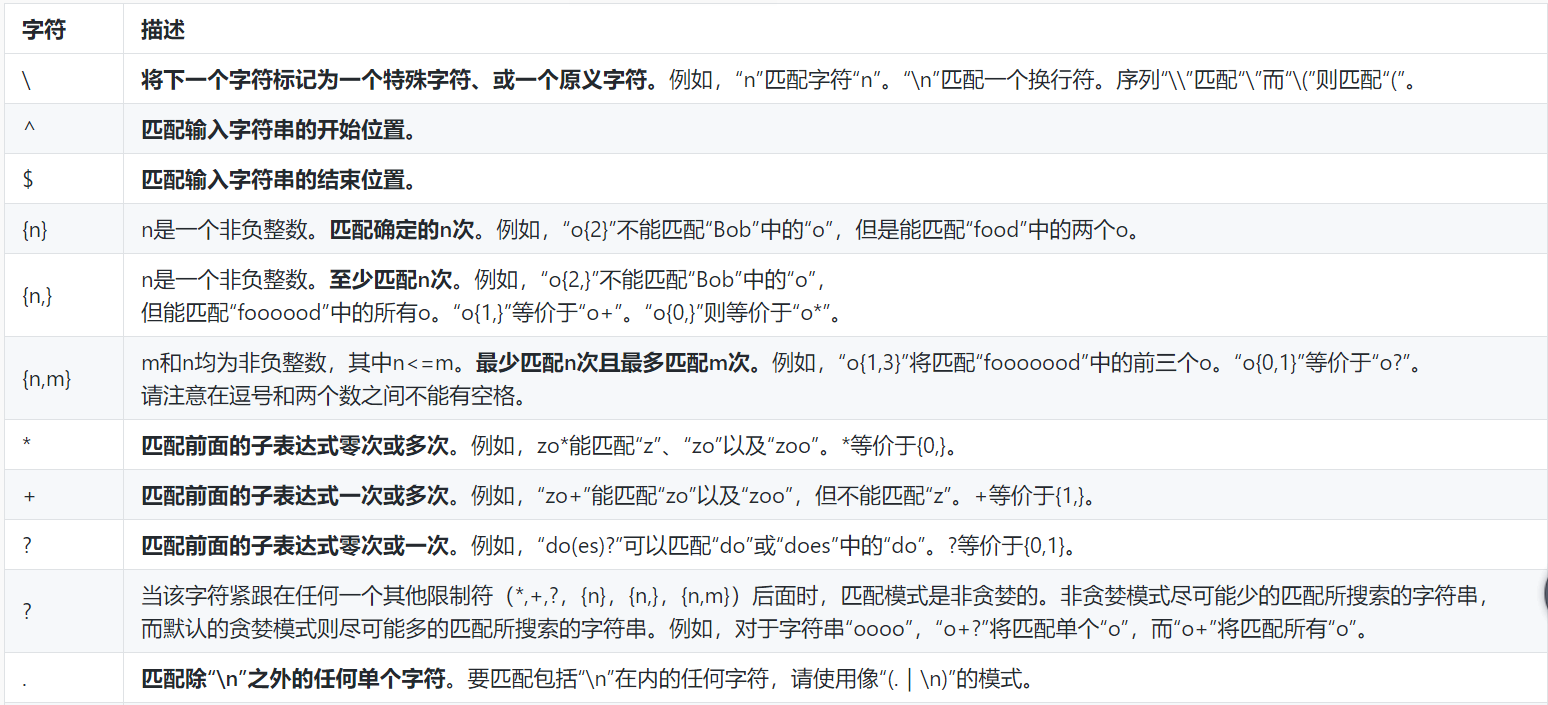 字符 描述
\ 将下一个字符标记为一个特殊字符、或一个原义字符。例如，“n”匹配字符“n”。“\n”匹配一个换行符。序列“\\”匹配“\”而“\(”则匹配“(”。
^ 匹配输入字符串的开始位置。
$ 匹配输入字符串的结束位置。
{n} n是一个非负整数。匹配确定的n次。例如，“o{2}”不能匹配“Bob”中的“o”，但是能匹配“food”中的两个o。
{n,} n是一个非负整数。至少匹配n次。例如，“o{2,}”不能匹配“Bob”中的“o”，
但能匹配“foooood”中的所有o。“o{1,}”等价于“o+”。“o{0,}”则等价于“o*”。
{n,m} m和n均为非负整数，其中n<=m。最少匹配n次且最多匹配m次。例如，“o{1,3}”将匹配“fooooood”中的前三个o。“o{0,1}”等价于“o?”。
请注意在逗号和两个数之间不能有空格。
* 匹配前面的子表达式零次或多次。例如，zo*能匹配“z”、“zo”以及“zoo”。*等价于{0,}。
+ 匹配前面的子表达式一次或多次。例如，“zo+”能匹配“zo”以及“zoo”，但不能匹配“z”。+等价于{1,}。
? 匹配前面的子表达式零次或一次。例如，“do(es)?”可以匹配“do”或“does”中的“do”。?等价于{0,1}。
? 当该字符紧跟在任何一个其他限制符（*,+,?，{n}，{n,}，{n,m}）后面时，匹配模式是非贪婪的。非贪婪模式尽可能少的匹配所搜索的字符串，
而默认的贪婪模式则尽可能多的匹配所搜索的字符串。例如，对于字符串“oooo”，“o+?”将匹配单个“o”，而“o+”将匹配所有“o”。
. 匹配除“\n”之外的任何单个字符。要匹配包括“\n”在内的任何字符，请使用像“(. | \n)”的模式。